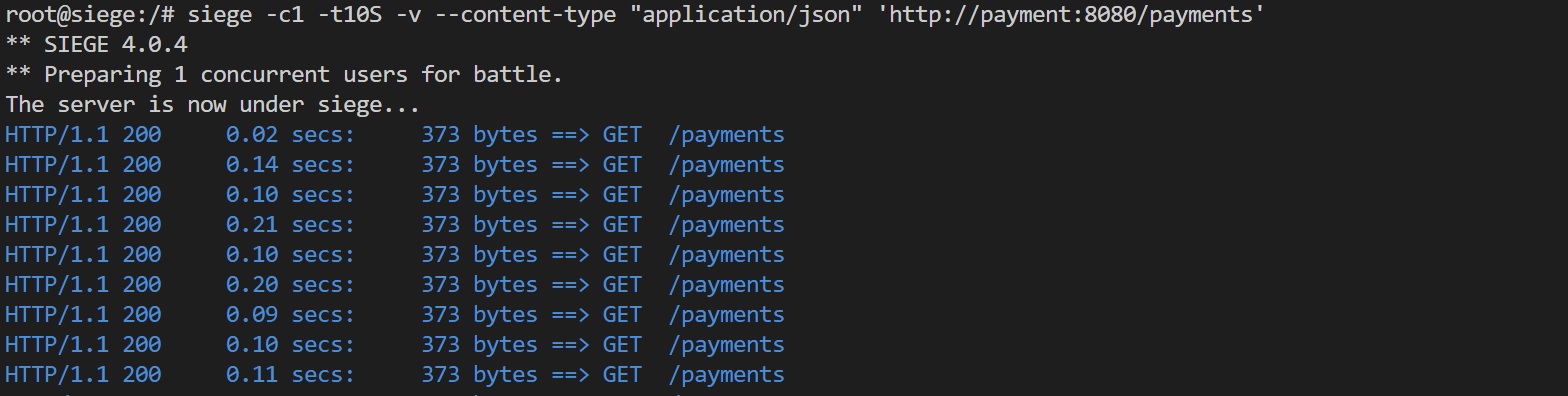 root@siege:/# siege -c1 -t10S -v --content-type "application/json" 'http://payment:8080/payments'
** SIEGE 4.0.4
** Preparing 1 concurrent users for battle.
The server is now under siege...
HTTP/1.1 200     0.02 secs:     373 bytes ==> GET  /payments
HTTP/1.1 200     0.14 secs:     373 bytes ==> GET  /payments
HTTP/1.1 200     0.10 secs:     373 bytes ==> GET  /payments
HTTP/1.1 200     0.21 secs:     373 bytes ==> GET  /payments
HTTP/1.1 200     0.10 secs:     373 bytes ==> GET  /payments
HTTP/1.1 200     0.20 secs:     373 bytes ==> GET  /payments
HTTP/1.1 200     0.09 secs:     373 bytes ==> GET  /payments
HTTP/1.1 200     0.10 secs:     373 bytes ==> GET  /payments
HTTP/1.1 200     0.11 secs:     373 bytes ==> GET  /payments